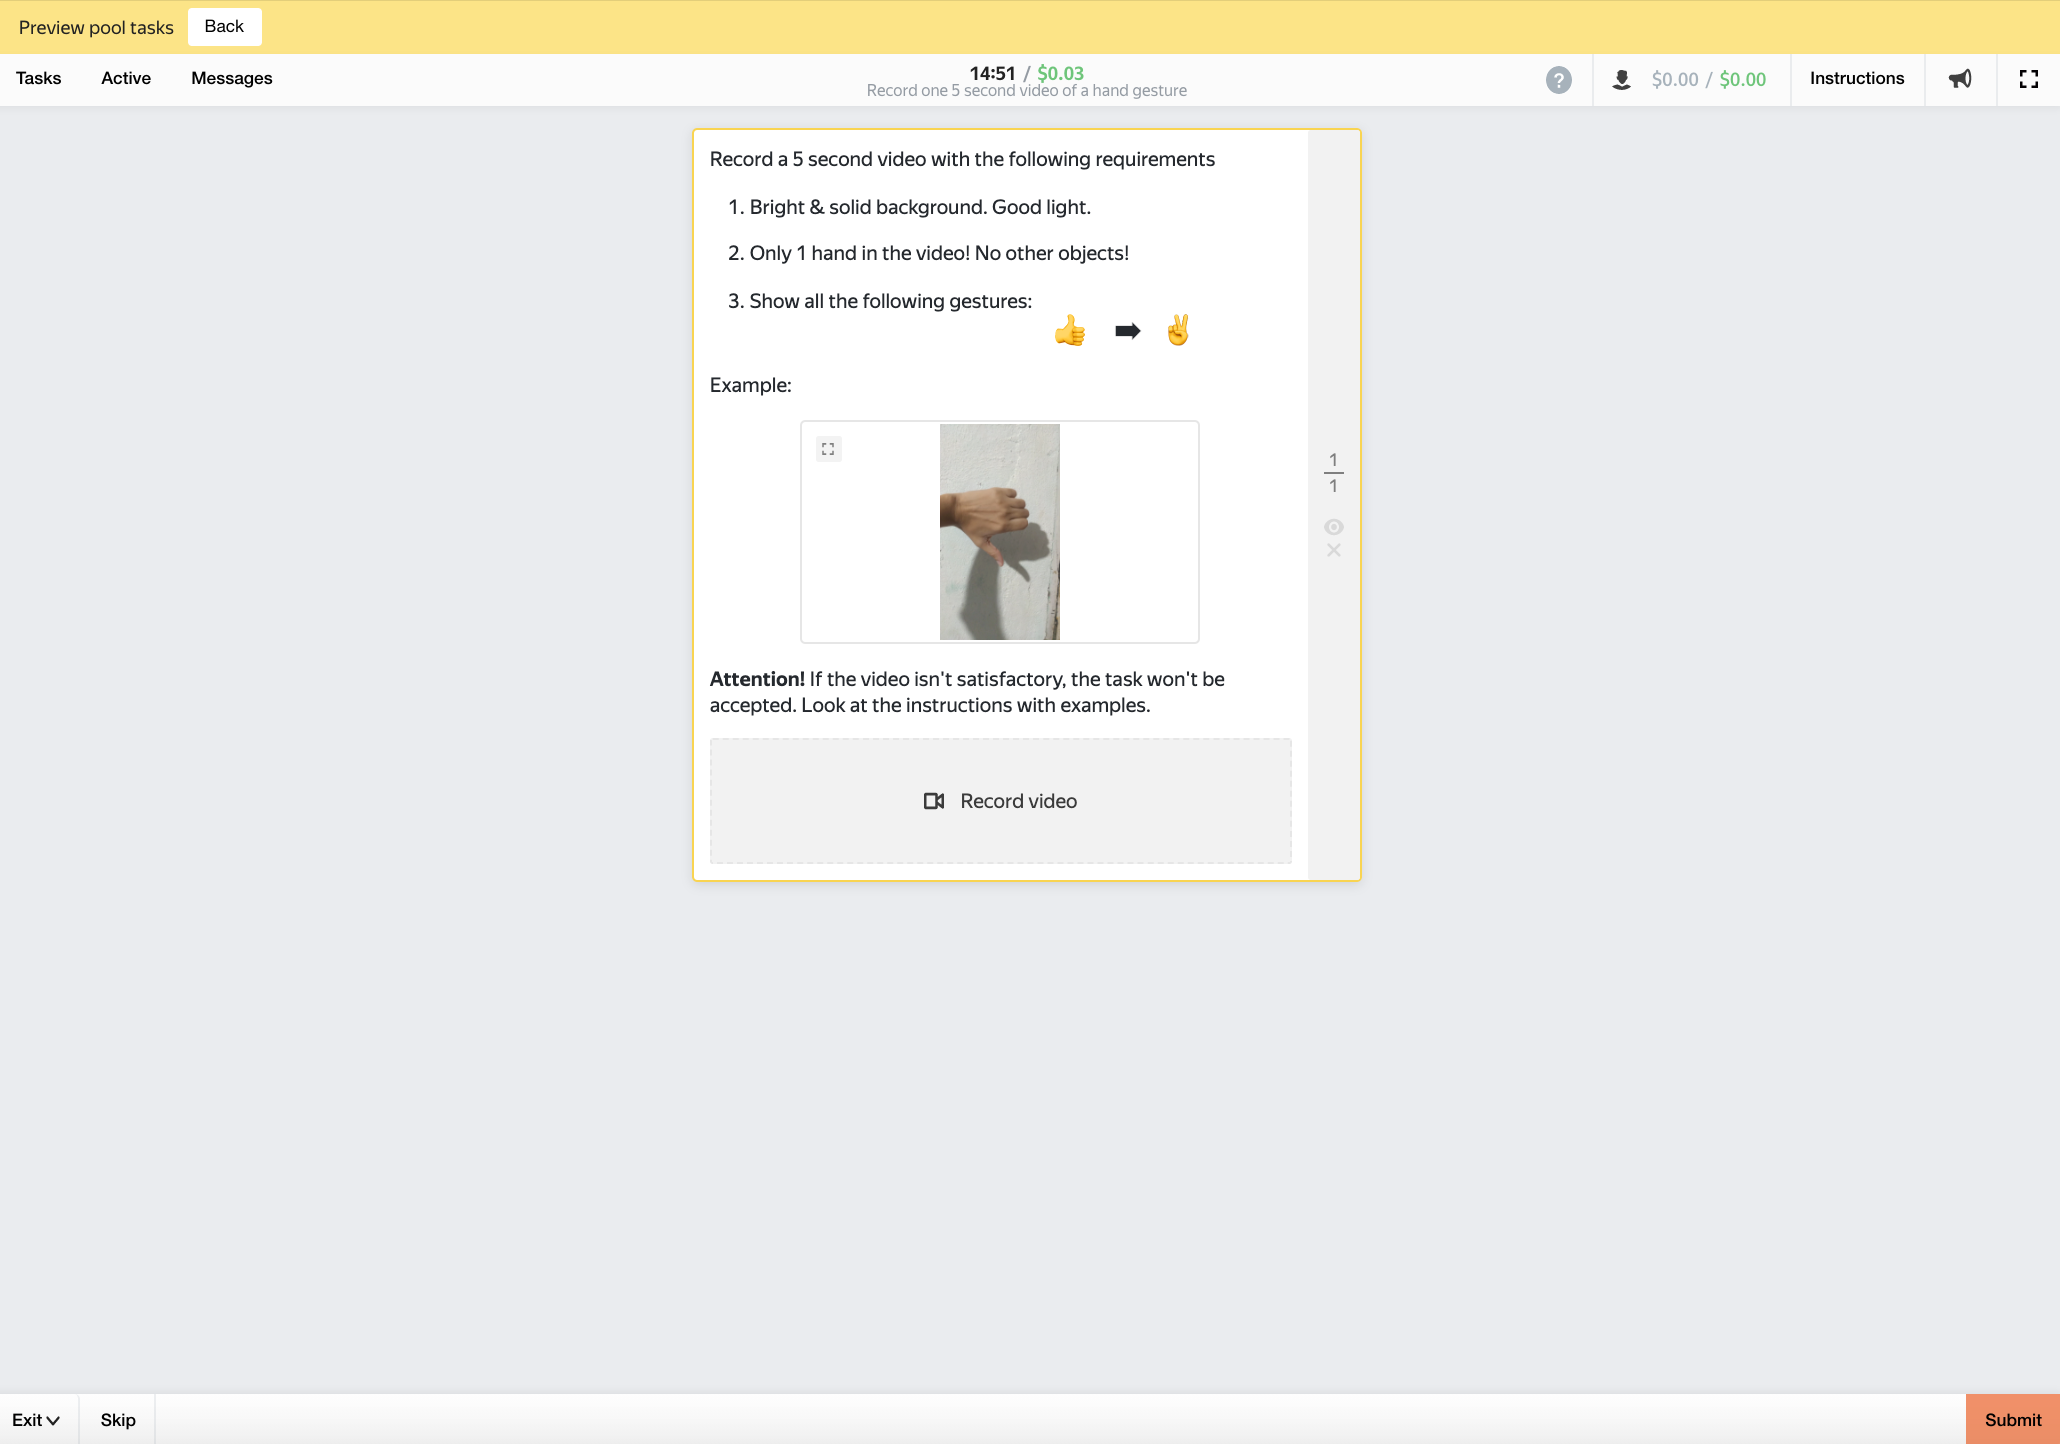 Preview pool tasks Back
Tasks Active Messages 14:51 / $0.03
Record one 5 second video of a hand gesture
? $0.00 / $0.00 Instructions
Record a 5 second video with the following requirements
1. Bright & solid background. Good light.
2. Only 1 hand in the video! No other objects!
3. Show all the following gestures:
👍 ➡ ✌
Example:
1
1
Attention! If the video isn't satisfactory, the task won't be
accepted. Look at the instructions with examples.
Record video
Exit Skip Submit